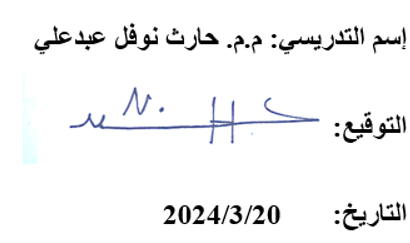 إسم التدريسي: م.م. حارث نوفل عبدعلي
التوقيع:
التاريخ: 2024/3/20